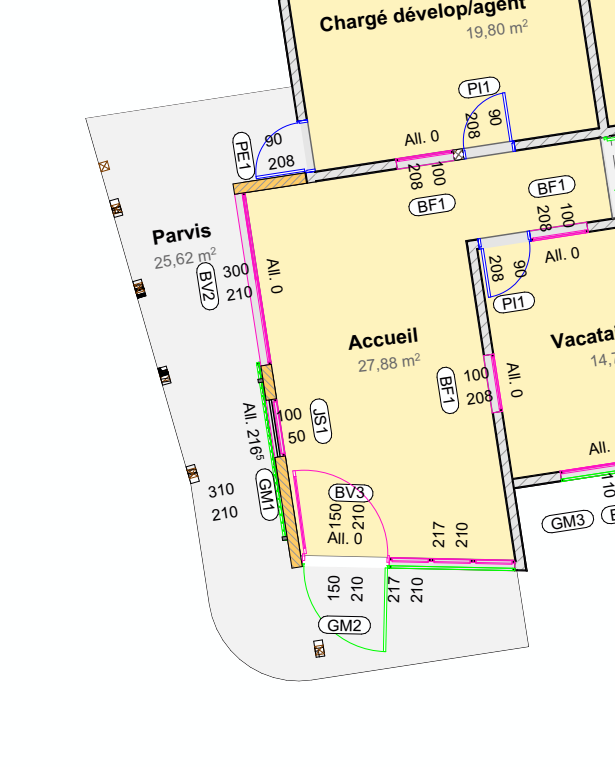 Chargé dévelop/agent
19,80 m²
PI1
90
208
All. 0
208
100
BF1
PE1
90
208
BF1
208
100
All. 0
Parvis
25,62 m²
BV2
300
210
All. 0
208
90
PI1
Accueil
27,88 m²
Vacata
14,
BF1
100
208
All. 0
All. 216⁵
100
50
JS1
GM1
310
210
BV3
150
210
All. 0
217
210
All.
110
GM3
150
210
217
210
GM2